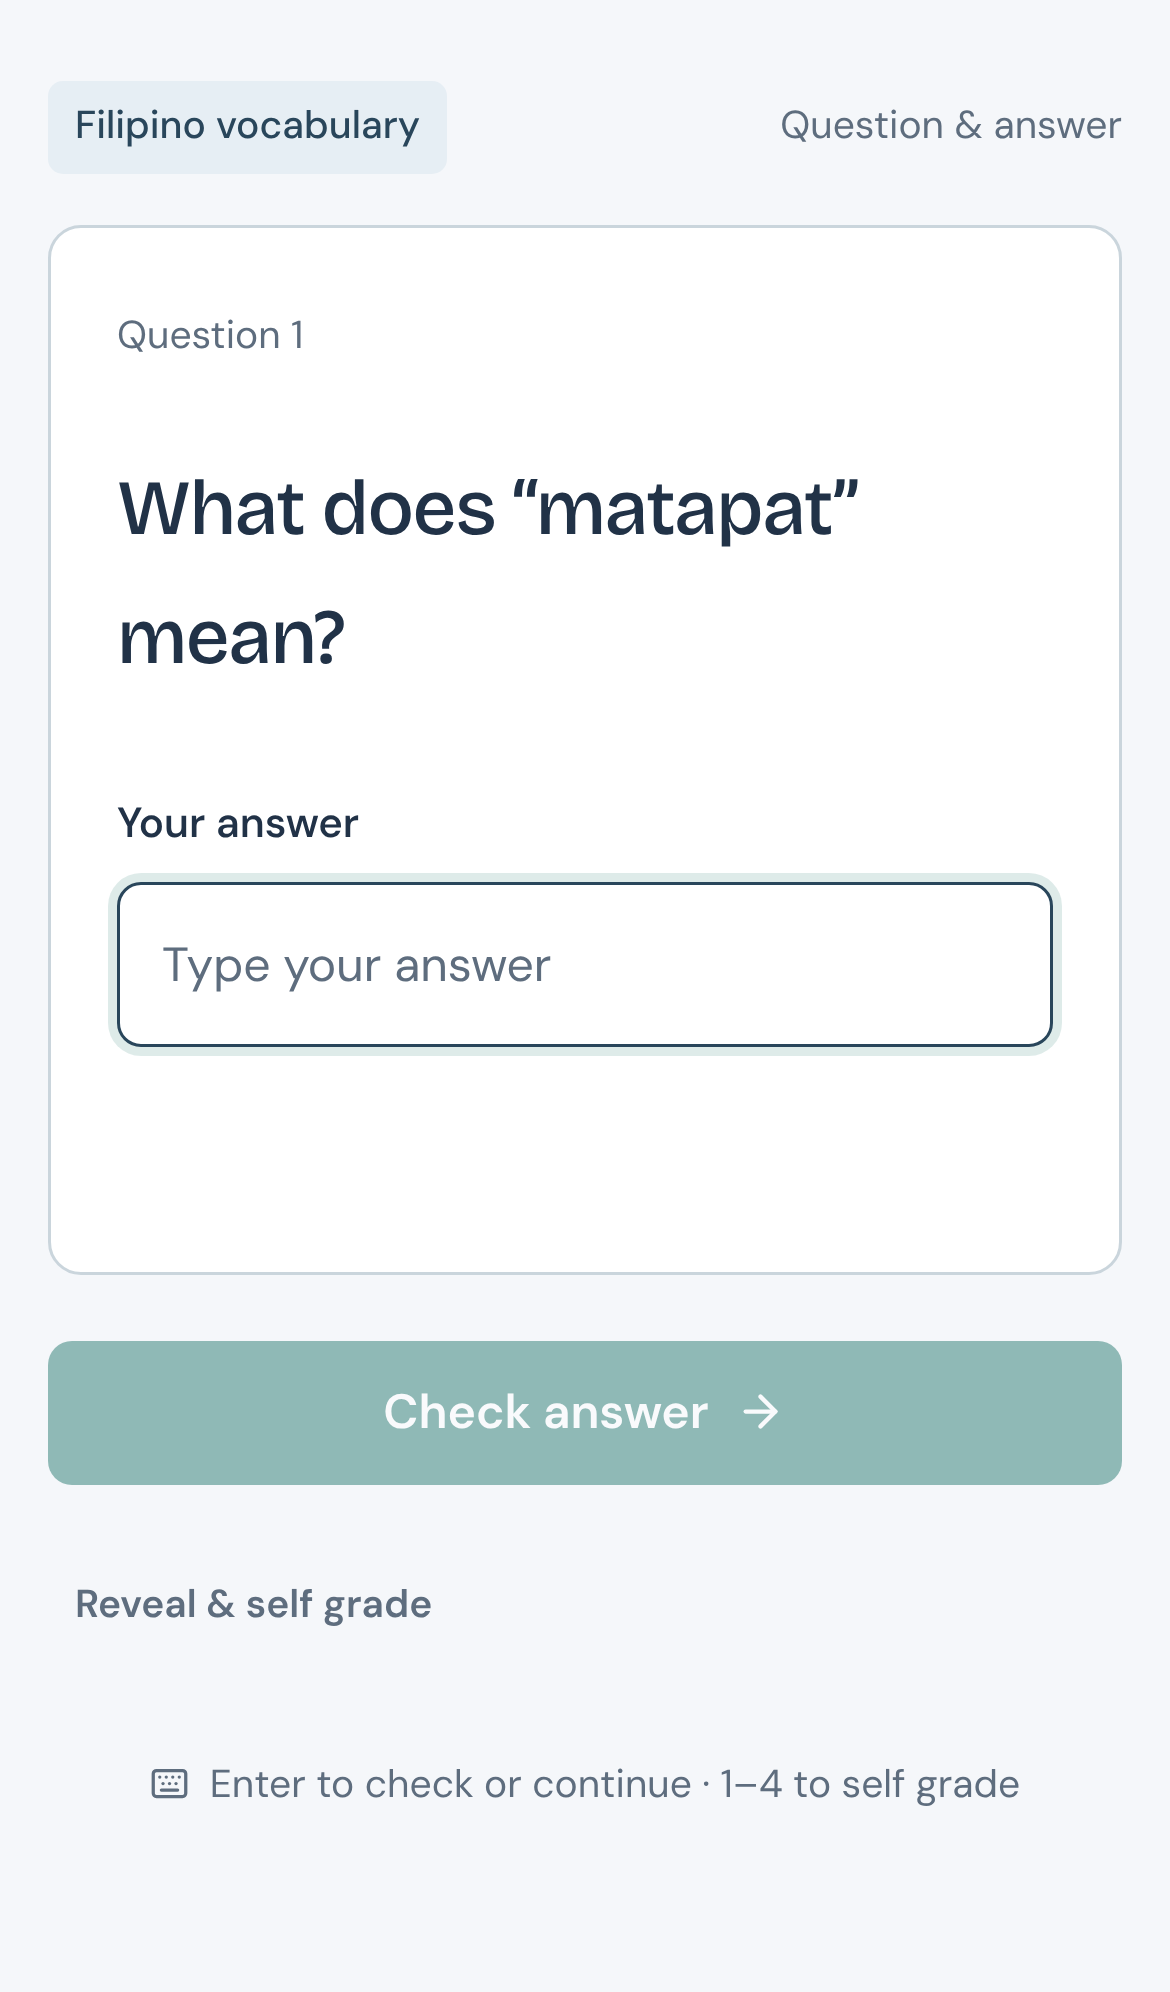 Filipino vocabulary
Question & answer
Question 1
What does “matapat”
mean?
Your answer
Type your answer
Check answer →
Reveal & self grade
Enter to check or continue · 1–4 to self grade